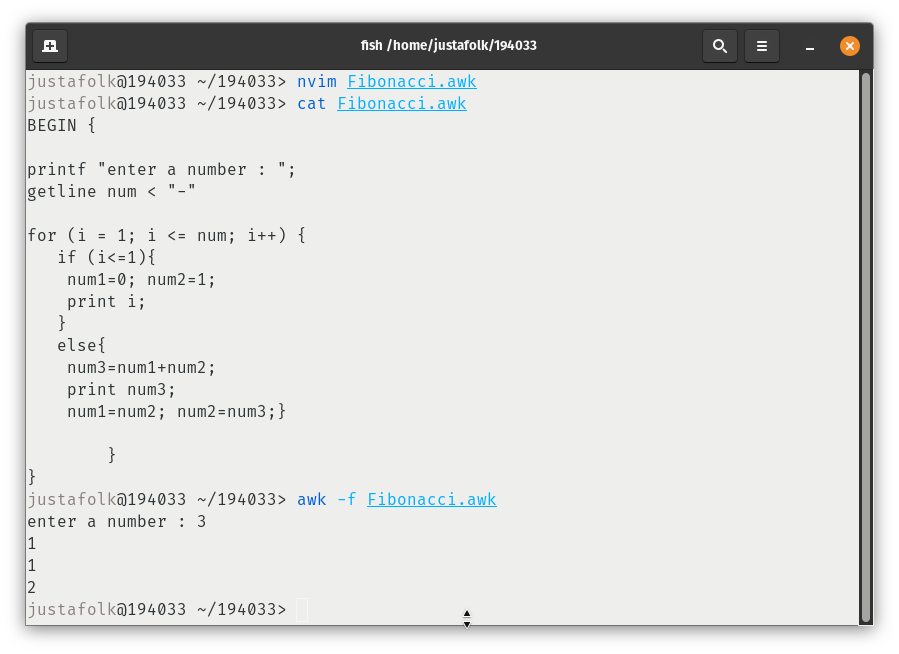 fish /home/justafolk/194033
justafolk@194033 ~/194033> nvim Fibonacci.awk
justafolk@194033 ~/194033> cat Fibonacci.awk
BEGIN {
printf "enter a number : ";
getline num < "-"
for (i = 1; i <= num; i++) {
   if (i<=1){
    num1=0; num2=1;
    print i;
   }
   else{
    num3=num1+num2;
    print num3;
    num1=num2; num2=num3;}
        }
}
justafolk@194033 ~/194033> awk -f Fibonacci.awk
enter a number : 3
1
1
2
justafolk@194033 ~/194033>